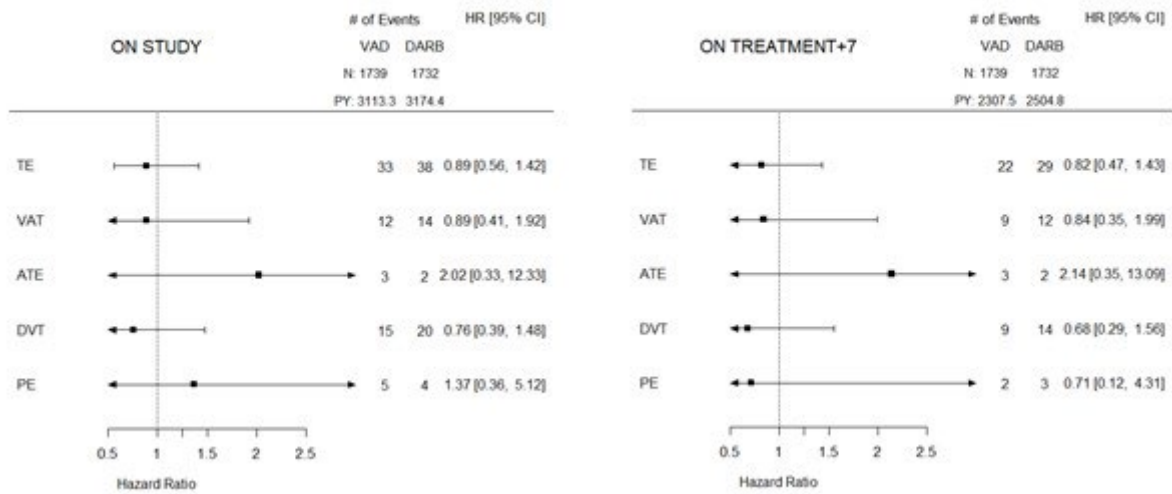 # of Events HR [95% CI]
ON STUDY VAD DARB
N: 1739 1732
PY: 3113.3 3174.4
TE 33 38 0.89 [0.56, 1.42]
VAT 12 14 0.89 [0.41, 1.92]
ATE 3 2 2.02 [0.33, 12.33]
DVT 15 20 0.76 [0.39, 1.48]
PE 5 4 1.37 [0.36, 5.12]
0.5 1 1.5 2 2.5
Hazard Ratio
# of Events HR [95% CI]
ON TREATMENT+7 VAD DARB
N: 1739 1732
PY: 2307.5 2504.8
TE 22 29 0.82 [0.47, 1.43]
VAT 9 12 0.84 [0.35, 1.99]
ATE 3 2 2.14 [0.35, 13.09]
DVT 9 14 0.68 [0.29, 1.56]
PE 2 3 0.71 [0.12, 4.31]
0.5 1 1.5 2 2.5
Hazard Ratio